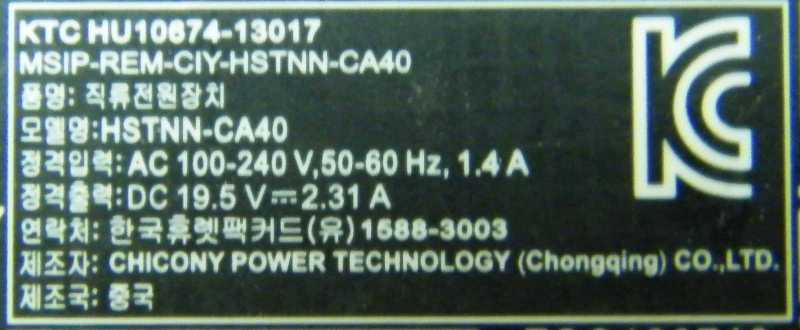 KTC HU10674-13017
MSIP-REM-CIY-HSTNN-CA40
품명: 직류전원장치
모델명:HSTNN-CA40
정격입력: AC 100-240 V,50-60 Hz, 1.4 A
정격출력: DC 19.5 V⎓2.31 A
연락처: 한국휴렛팩커드(유)1588-3003
제조자: CHICONY POWER TECHNOLOGY (Chongqing) CO.,LTD.
제조국: 중국